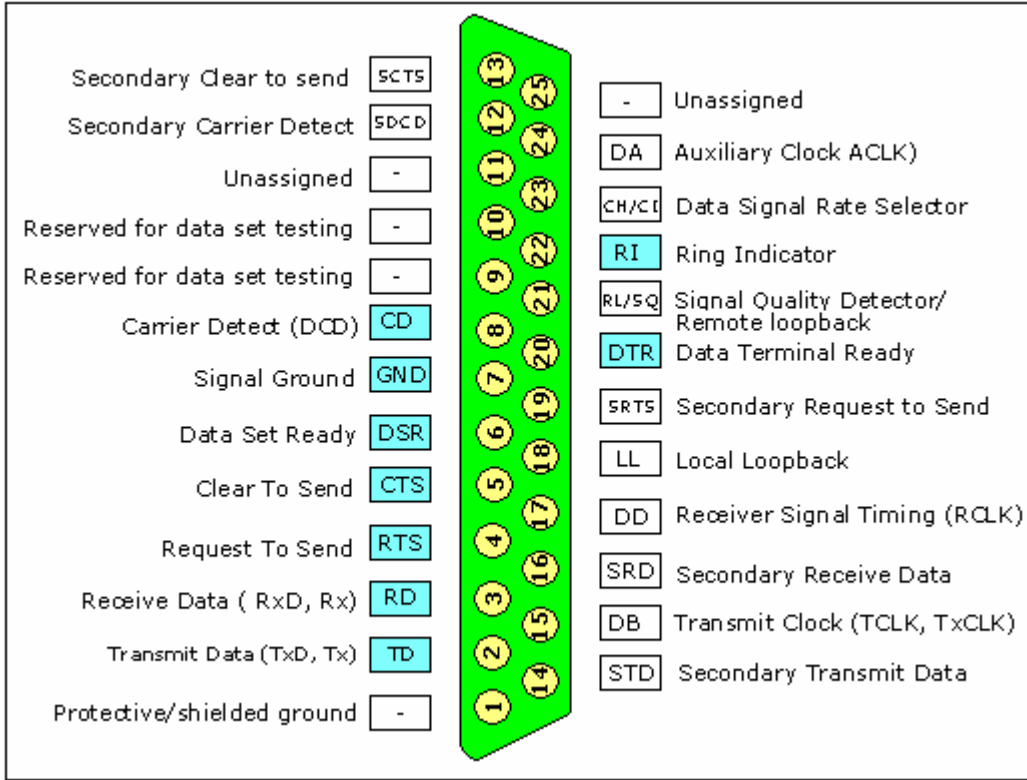 Secondary Clear to send SCTS
Secondary Carrier Detect SDCD
Unassigned -
Reserved for data set testing -
Reserved for data set testing -
Carrier Detect (DCD) CD
Signal Ground GND
Data Set Ready DSR
Clear To Send CTS
Request To Send RTS
Receive Data ( RxD, Rx) RD
Transmit Data (TxD, Tx) TD
Protective/shielded ground -
13
12
11
10
9
8
7
6
5
4
3
2
1
25
24
23
22
21
20
19
18
17
16
15
14
- Unassigned
DA Auxiliary Clock ACLK)
CH/CI Data Signal Rate Selector
RI Ring Indicator
RL/SQ Signal Quality Detector/
Remote loopback
DTR Data Terminal Ready
SRTS Secondary Request to Send
LL Local Loopback
DD Receiver Signal Timing (RCLK)
SRD Secondary Receive Data
DB Transmit Clock (TCLK, TxCLK)
STD Secondary Transmit Data